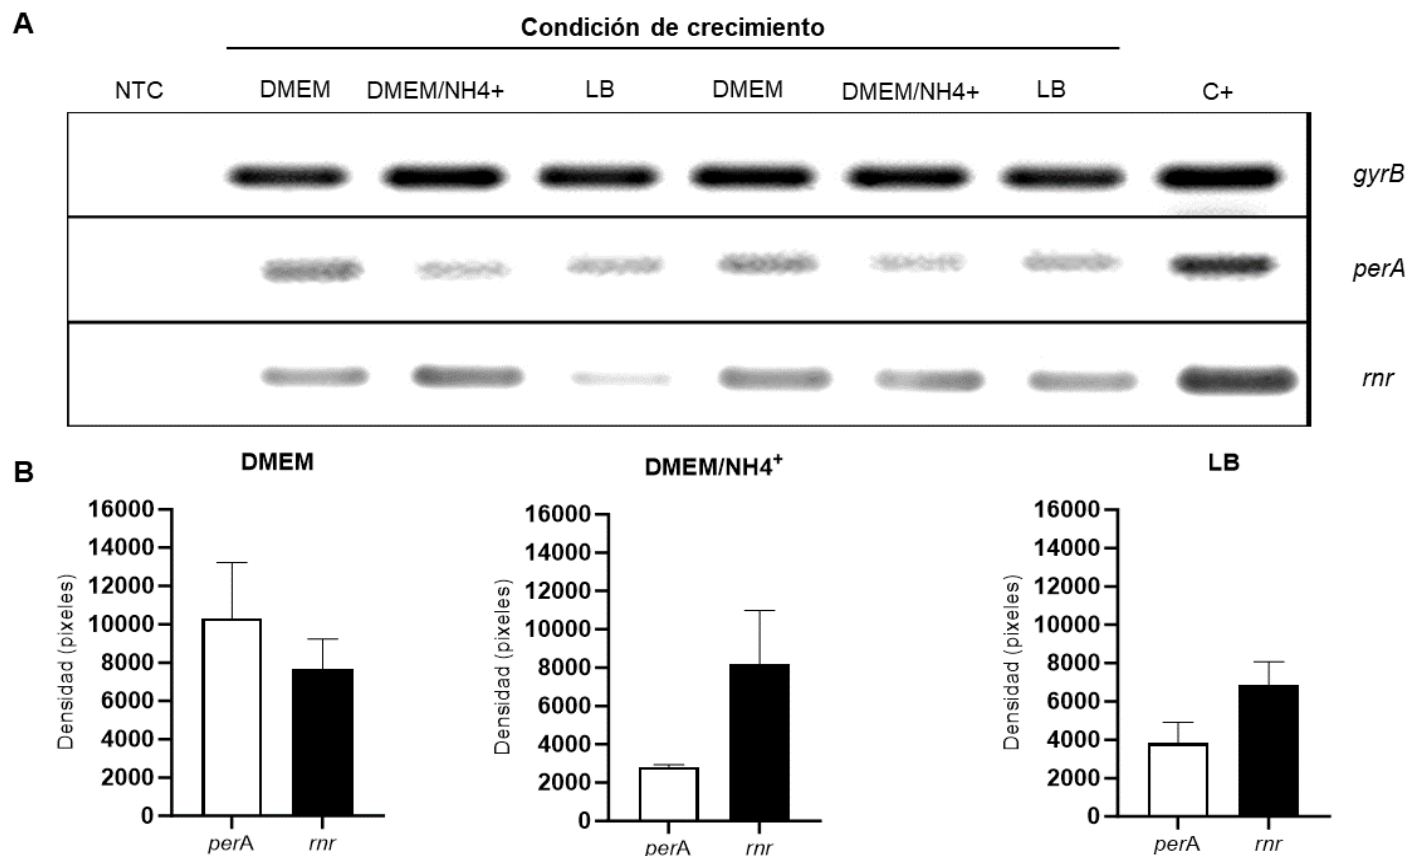 A
Condición de crecimiento
NTC DMEM DMEM/NH4+ LB DMEM DMEM/NH4+ LB C+
gyrB
perA
rnr
B
DMEM
16000
14000
12000
10000
8000
6000
4000
2000
0
Densidad (pixeles)
perA rnr
DMEM/NH4+
16000
14000
12000
10000
8000
6000
4000
2000
0
Densidad (pixeles)
perA rnr
LB
16000
14000
12000
10000
8000
6000
4000
2000
0
Densidad (pixeles)
perA rnr